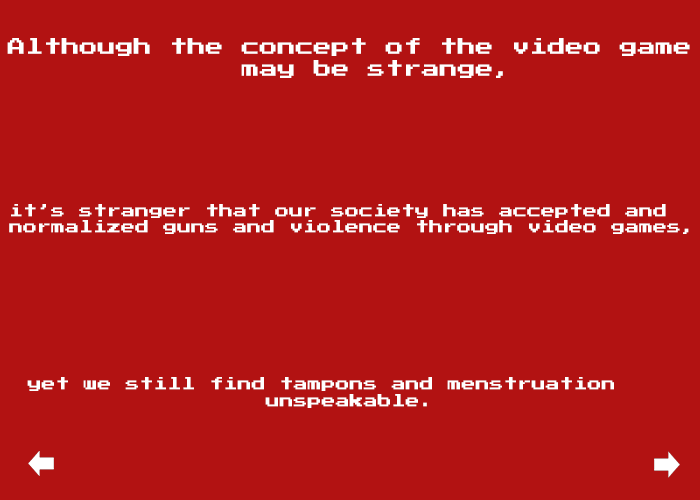 Although the concept of the video game
may be strange,
it's stranger that our society has accepted and
normalized guns and violence through video games,
yet we still find tampons and menstruation
unspeakable.